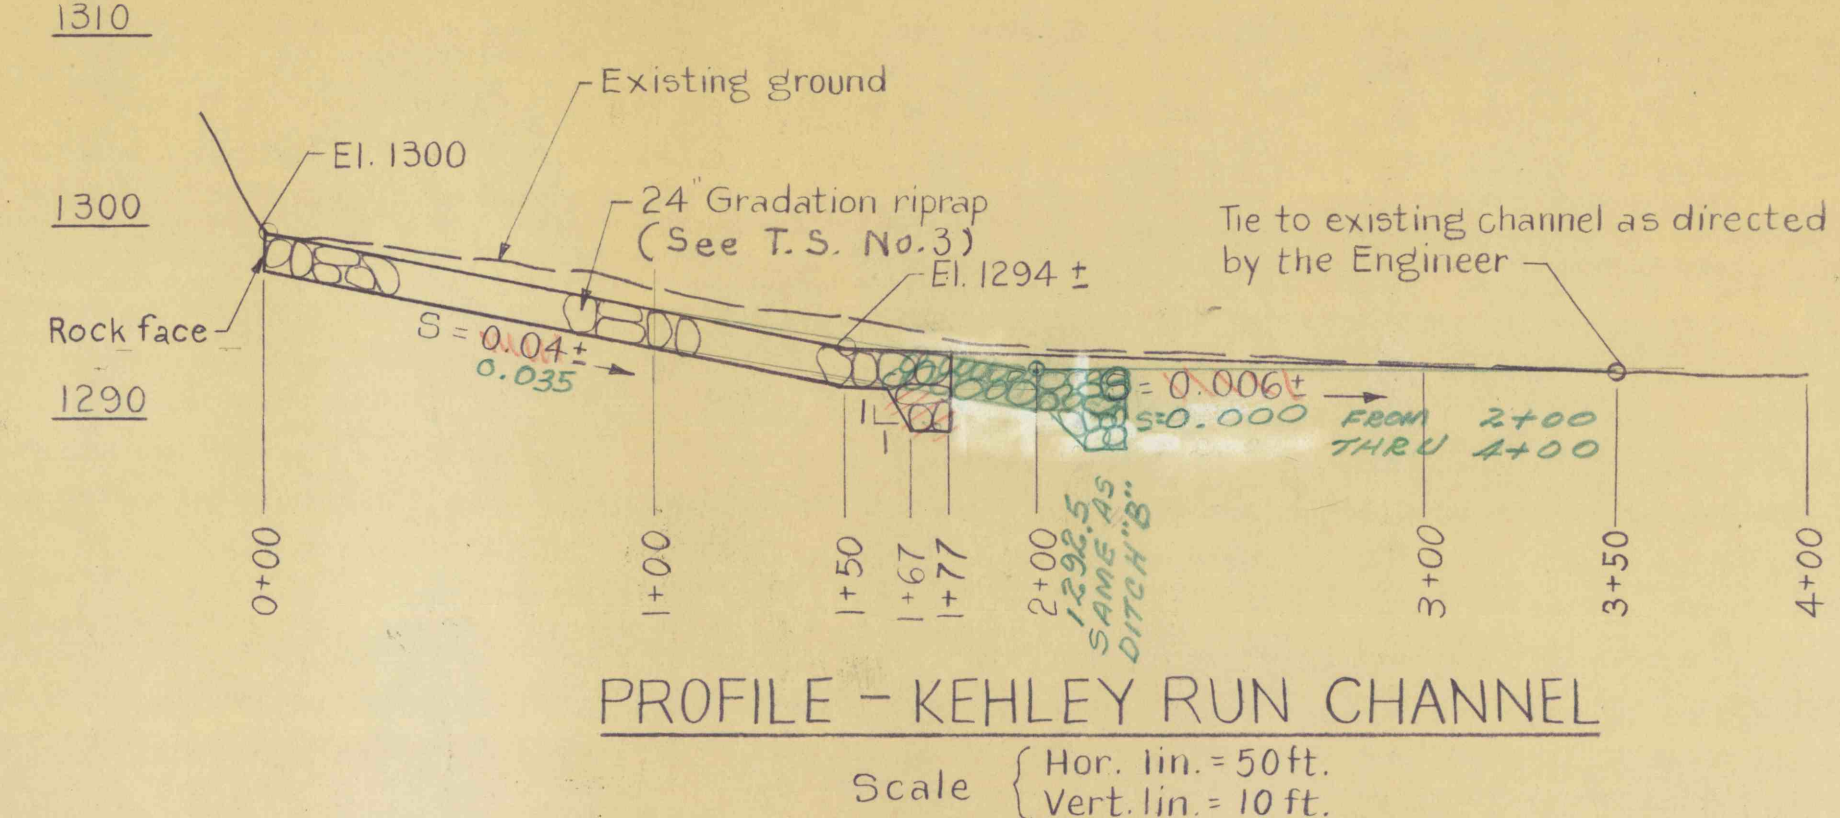 1310
Existing ground
El. 1300
1300
24" Gradation riprap
(See T. S. No. 3)
El. 1294 ±
Tie to existing channel as directed
by the Engineer
Rock face
S = 0.04 ±
0.035
1290
S = 0.006 ±
S=0.000 FROM 2+00
THRU 4+00
1
1
0+00
1+00
1+50
1+67
1+77
2+00
1292.5
SAME AS
DITCH "B"
3+00
3+50
4+00
PROFILE - KEHLEY RUN CHANNEL
Scale
Hor. 1in. = 50 ft.
Vert. 1in. = 10 ft.